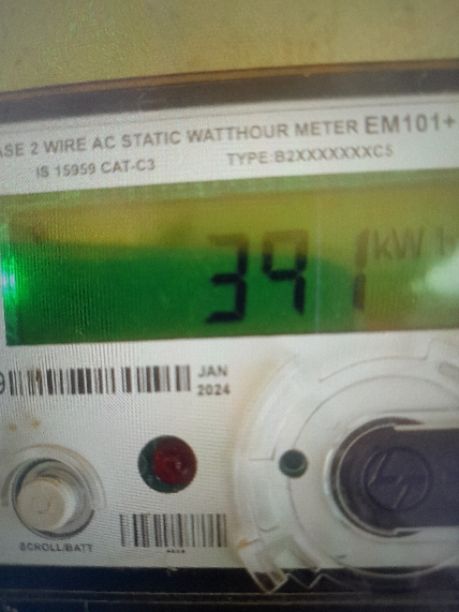 ASE 2 WIRE AC STATIC WATTHOUR METER EM101+
IS 15959 CAT-C3 TYPE:B2XXXXXXXC5
341 kWh
JAN
2024
SCROLL/BATT